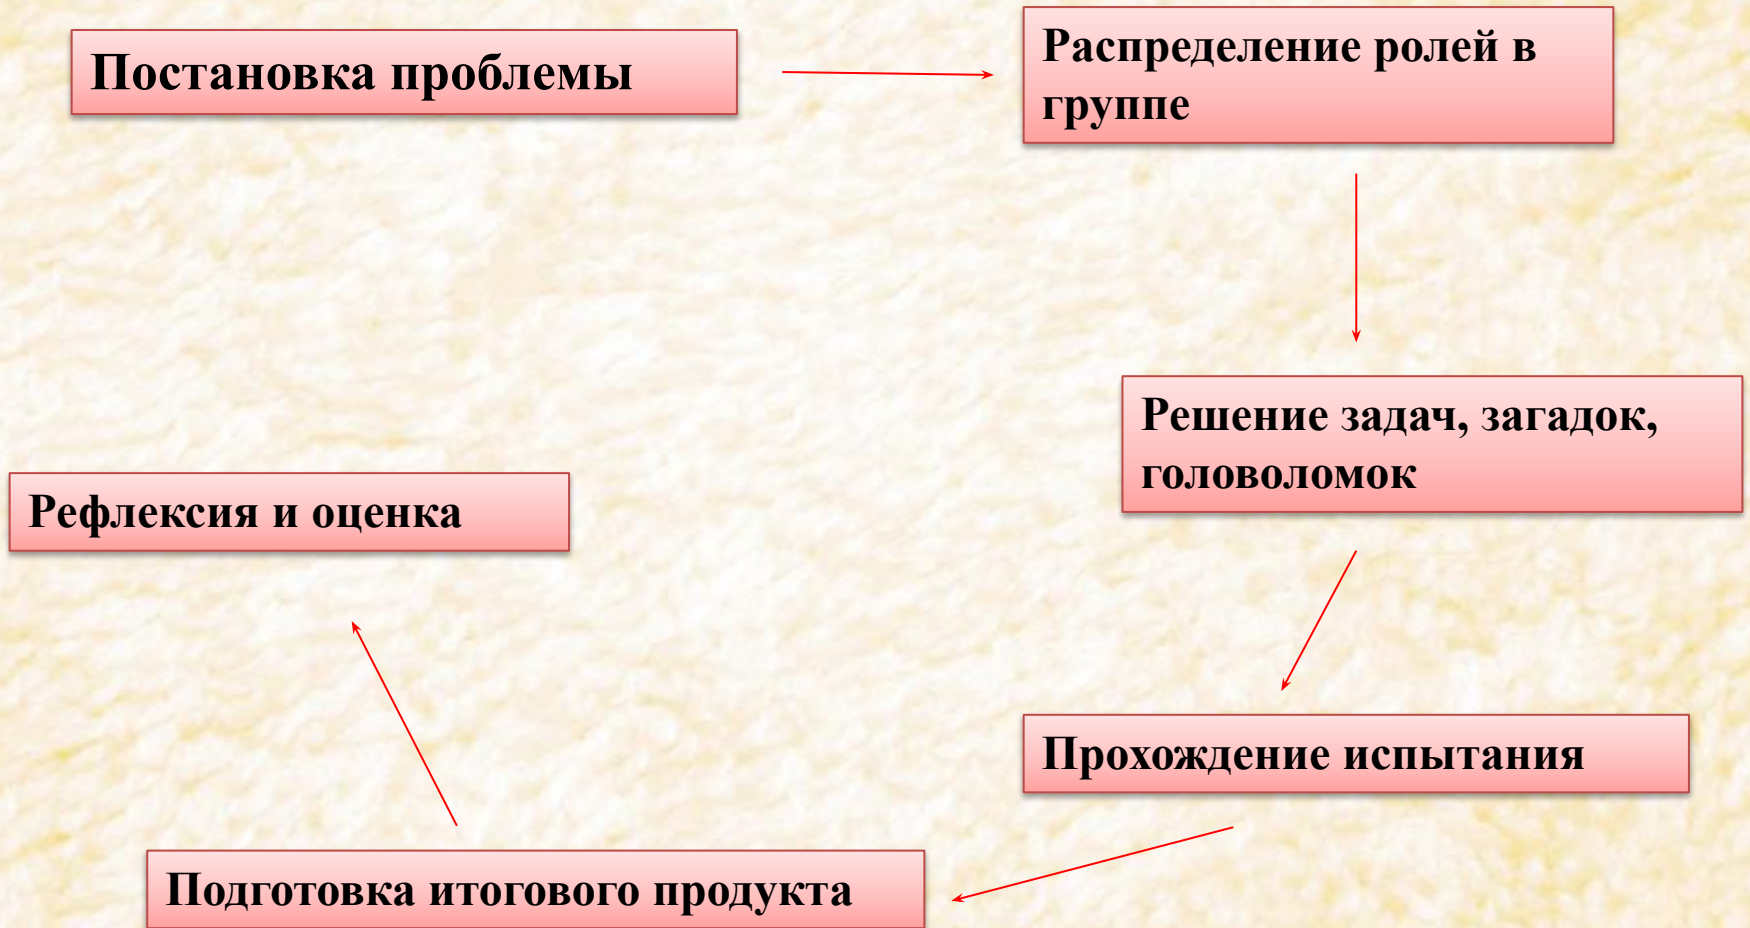 Постановка проблемы
Распределение ролей в
группе
Решение задач, загадок,
головоломок
Прохождение испытания
Подготовка итогового продукта
Рефлексия и оценка